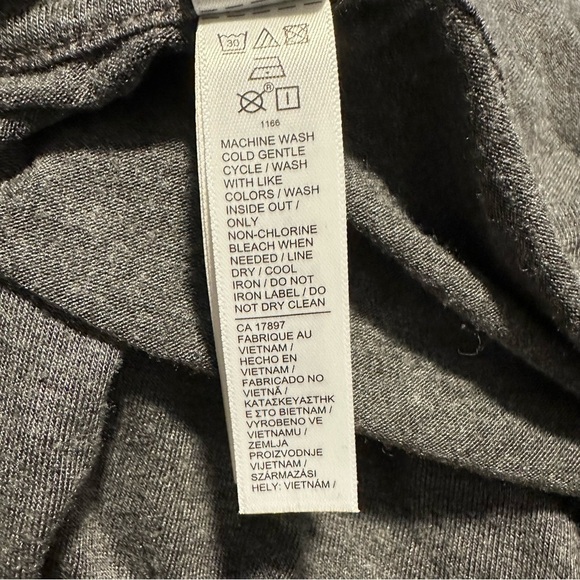 30
R
1166
MACHINE WASH
COLD GENTLE
CYCLE / WASH
WITH LIKE
COLORS / WASH
INSIDE OUT /
ONLY
NON-CHLORINE
BLEACH WHEN
NEEDED / LINE
DRY / COOL
IRON / DO NOT
IRON LABEL / DO
NOT DRY CLEAN
CA 17897
FABRIQUE AU
VIETNAM /
HECHO EN
VIETNAM /
FABRICADO NO
VIETNÃ /
ΚΑΤΑΣΚΕΥΑΣΤΗΚ
Ε ΣΤΟ ΒΙΕΤΝΑΜ /
VYROBENO VE
VIETNAMU /
ZEMLJA
PROIZVODNJE
VIJETNAM /
SZÁRMAZÁSI
HELY: VIETNÁM /